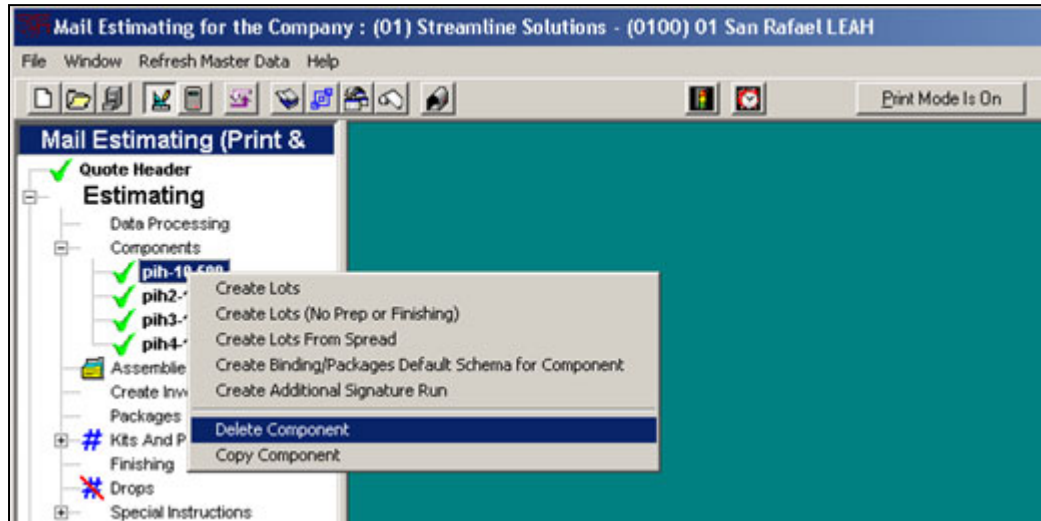 Mail Estimating for the Company : (01) Streamline Solutions - (0100) 01 San Rafael LEAH
File Window Refresh Master Data Help
Print Mode Is On
Mail Estimating (Print &
Quote Header
Estimating
Data Processing
Components
pih2-
pih3-
pih4-
Create Lots
Create Lots (No Prep or Finishing)
Create Lots From Spread
Create Binding/Packages Default Schema for Component
Create Additional Signature Run
Delete Component
Copy Component
Assemblie
Create Inv
Packages
Kits And P
Finishing
Drops
Special Instructions